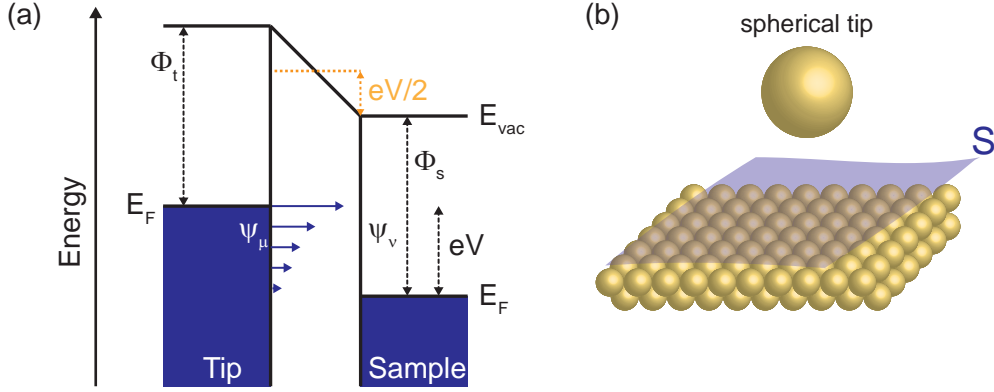 (a)
Energy
Φt
eV/2
Evac
Φs
EF
ψμ
ψν
eV
EF
Tip
Sample
(b)
spherical tip
S